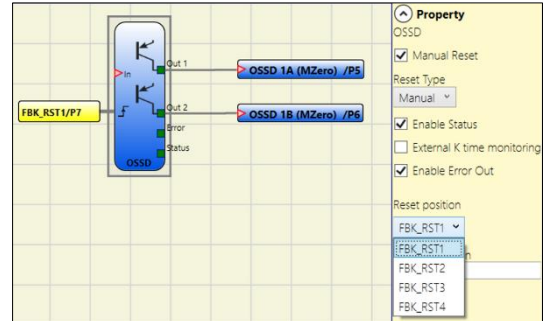 FBK_RST1/P7
In
Out 1
Out 2
Error
Status
OSSD
OSSD 1A (MZero) /P5
OSSD 1B (MZero) /P6
Property
OSSD
Manual Reset
Reset Type
Manual
Enable Status
External K time monitoring
Enable Error Out
Reset position
FBK_RST1
FBK_RST1
FBK_RST2
FBK_RST3
FBK_RST4